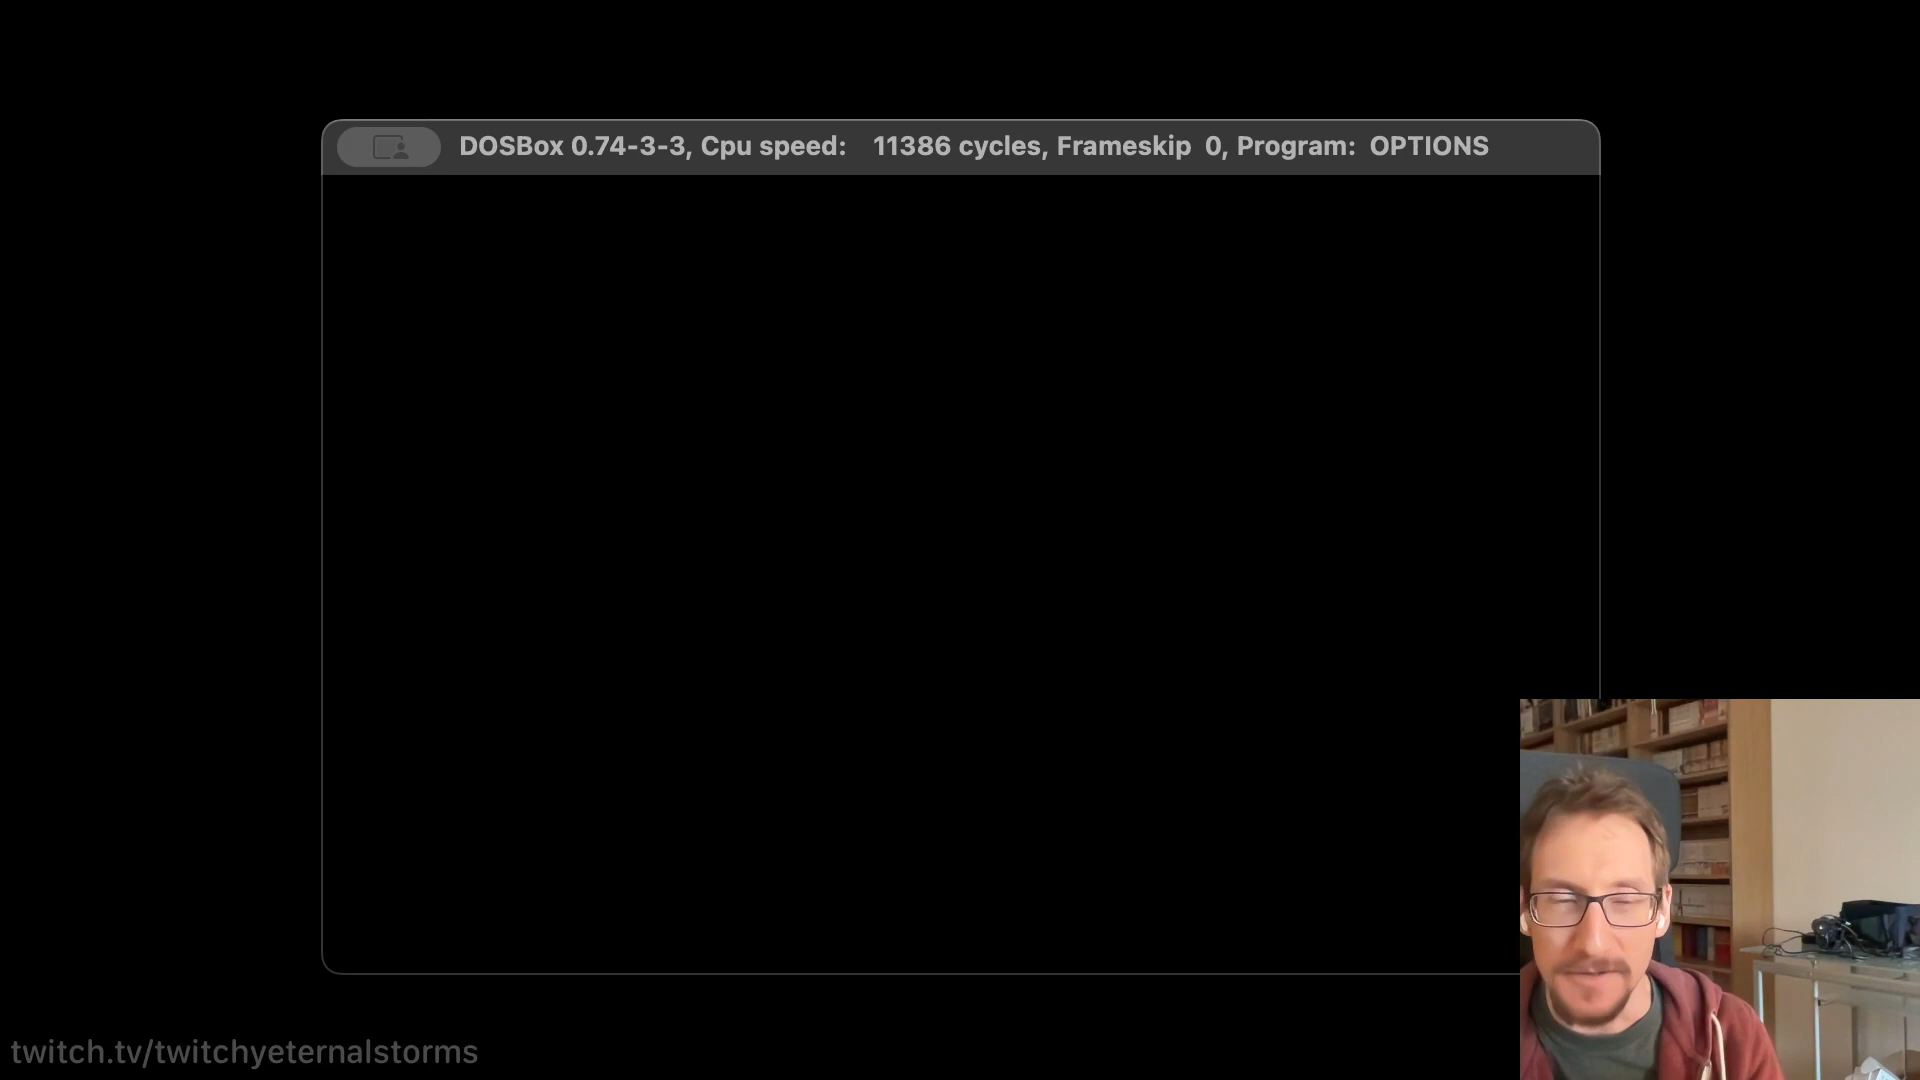 DOSBox 0.74-3-3, Cpu speed: 11386 cycles, Frameskip 0, Program: OPTIONS
twitch.tv/twitchyeternalstorms